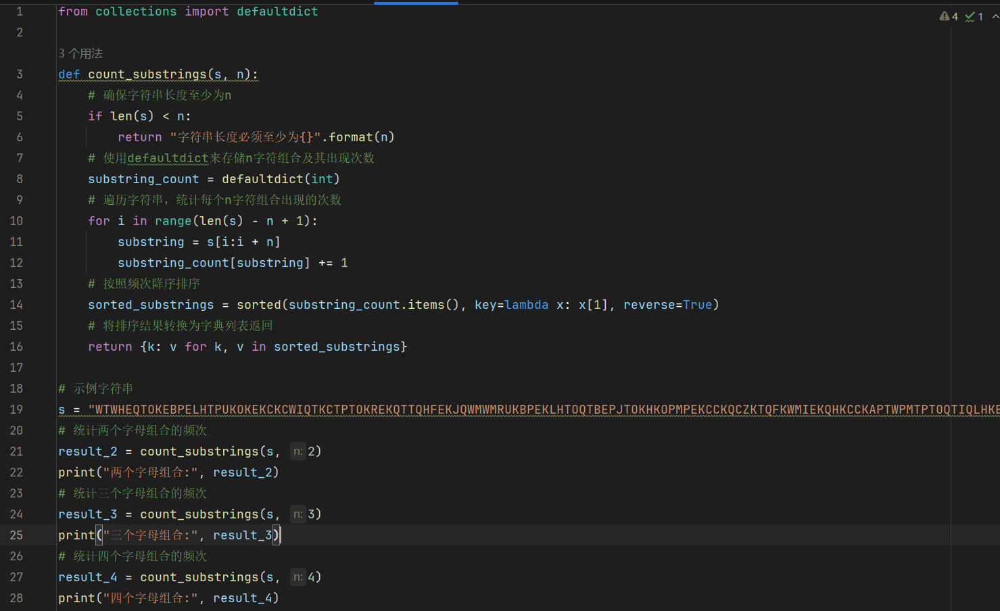 1 from collections import defaultdict
4 1
2
3 个用法
3 def count_substrings(s, n):
4 # 确保字符串长度至少为n
5 if len(s) < n:
6 return "字符串长度必须至少为{}".format(n)
7 # 使用defaultdict来存储n字符组合及其出现次数
8 substring_count = defaultdict(int)
9 # 遍历字符串，统计每个n字符组合出现的次数
10 for i in range(len(s) - n + 1):
11 substring = s[i:i + n]
12 substring_count[substring] += 1
13 # 按照频次降序排序
14 sorted_substrings = sorted(substring_count.items(), key=lambda x: x[1], reverse=True)
15 # 将排序结果转换为字典列表返回
16 return {k: v for k, v in sorted_substrings}
17
18 # 示例字符串
19 s = "WTWHEQTOKEBPELHTPUKOKEKCKCWIQTKCTPTOKREKQTTQHFEKJQWMWMRUKBPEKLHTOQTBEPJTOKHKOPMPEKCCKQCZKTQFKWMIEKQHKCCKAPTWPMTPTOQTIQLHKE
20 # 统计两个字母组合的频次
21 result_2 = count_substrings(s, n: 2)
22 print("两个字母组合:", result_2)
23 # 统计三个字母组合的频次
24 result_3 = count_substrings(s, n: 3)
25 print("三个字母组合:", result_3)
26 # 统计四个字母组合的频次
27 result_4 = count_substrings(s, n: 4)
28 print("四个字母组合:", result_4)